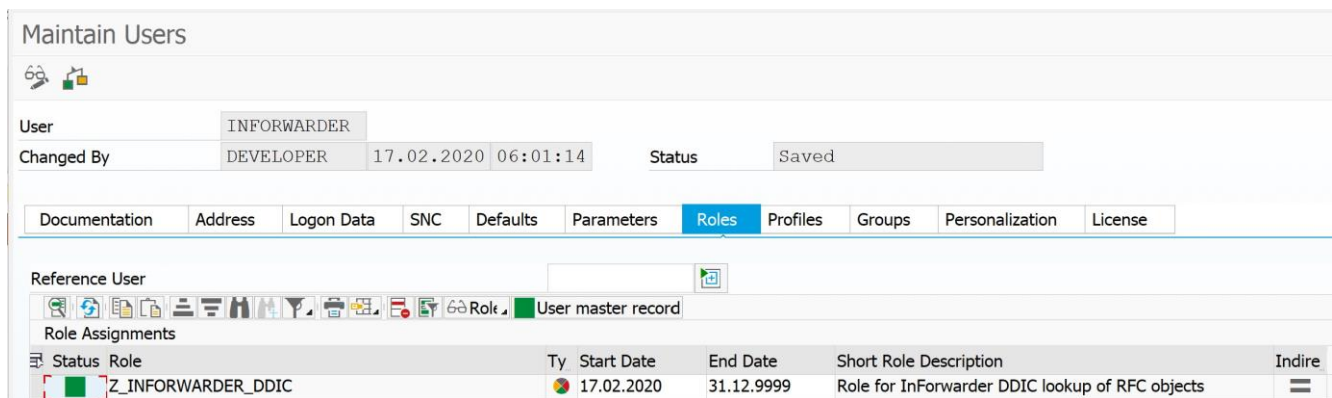 Maintain Users
User INFORWARDER
Changed By DEVELOPER 17.02.2020 06:01:14 Status Saved
Documentation Address Logon Data SNC Defaults Parameters Roles Profiles Groups Personalization License
Reference User
Role User master record
Role Assignments
Status Role Ty Start Date End Date Short Role Description Indire
Z_INFORWARDER_DDIC 17.02.2020 31.12.9999 Role for InForwarder DDIC lookup of RFC objects